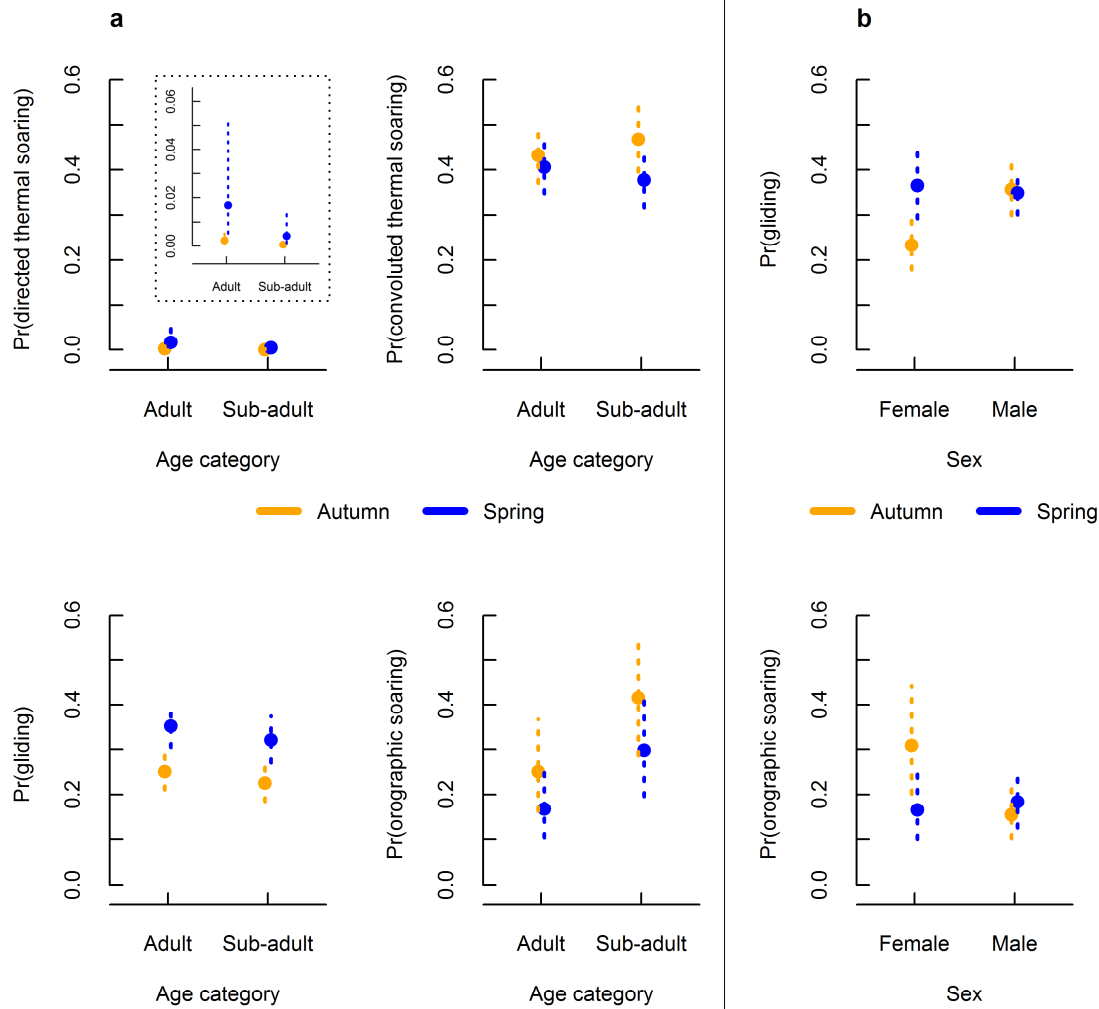 a
b
Pr(directed thermal soaring)
0.6
0.4
0.2
0.0
0.06
0.04
0.02
0.00
Adult Sub-adult
Adult Sub-adult
Age category
Pr(convoluted thermal soaring)
0.6
0.4
0.2
0.0
Adult Sub-adult
Age category
Pr(gliding)
0.6
0.4
0.2
0.0
Female Male
Sex
Autumn Spring
Autumn Spring
Pr(gliding)
0.6
0.4
0.2
0.0
Adult Sub-adult
Age category
Pr(orographic soaring)
0.6
0.4
0.2
0.0
Adult Sub-adult
Age category
Pr(orographic soaring)
0.6
0.4
0.2
0.0
Female Male
Sex